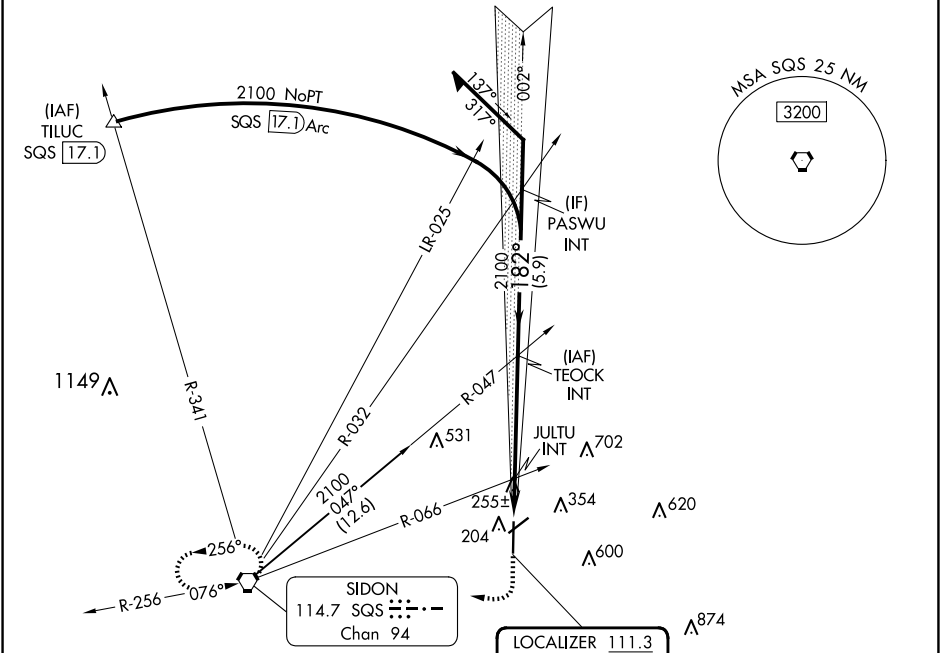 MSA SQS 25 NM
3200
(IAF)
TILUC
SQS 17.1
2100 NoPT
SQS 17.1 Arc
137°
317°
002°
(IF)
PASWU
INT
LR-025
2100
182°
(5.9)
R-341
R-032
R-047
(IAF)
TEOCK
INT
1149
531
JULTU
INT
702
2100
047°
(12.6)
R-066
255±
354
620
204
600
256°
076°
R-256
SIDON
114.7 SQS
Chan 94
874
LOCALIZER 111.3